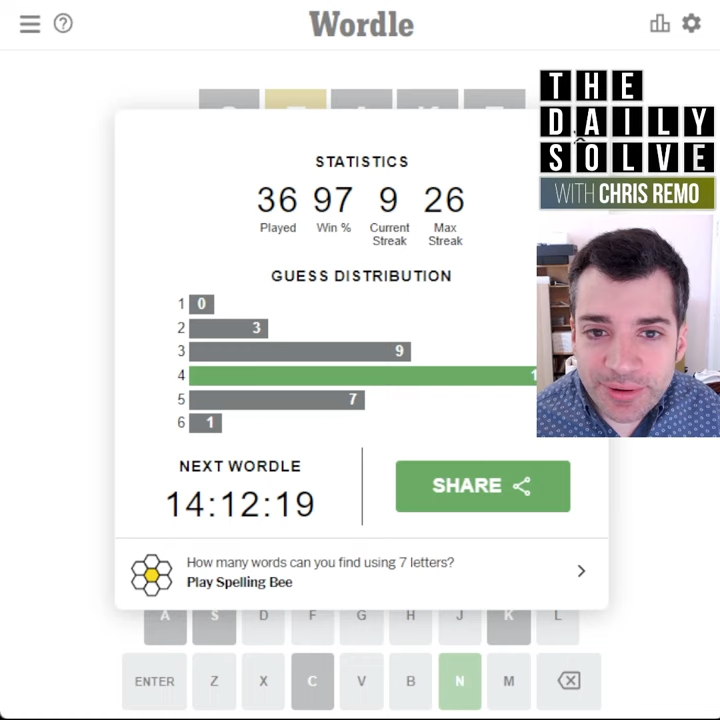 Wordle
THE
DAILY
SOLVE
WITH CHRIS REMO
STATISTICS
36 97 9 26
Played Win % Current Streak Max Streak
GUESS DISTRIBUTION
1 0
2 3
3 9
4 1
5 7
6 1
NEXT WORDLE
14:12:19
SHARE
How many words can you find using 7 letters?
Play Spelling Bee
A S D F G H J K L
ENTER Z X C V B N M